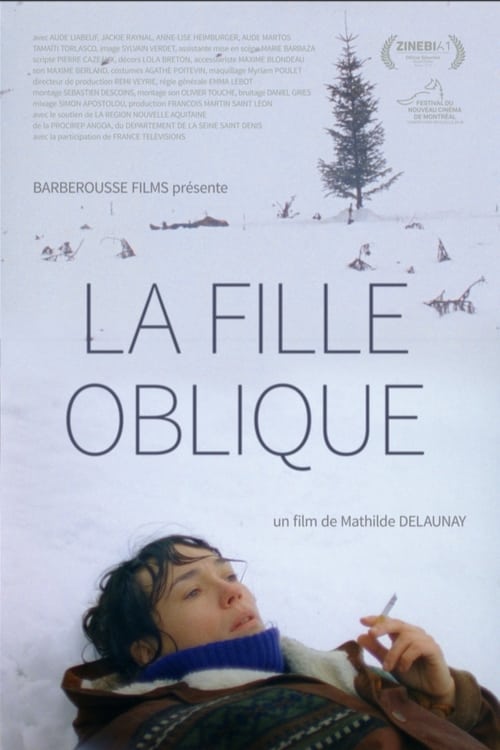 avec AUDE LIABEUF, JACKIE RAYNAL, ANNE-LISE HEIMBURGER, AUDE MARTOS
TAMAÏTI TORLASCO, image SYLVAIN VERDET, assistante mise en scène MARIE BARBAZA
scripte PIERRE CAZENAVE, décors LOLA BRETON, accessoiriste MAXIME BLONDEAU
son MAXIME BERLAND, costumes AGATHE POITEVIN, maquillage Myriam POULET
directeur de production REMI VEYRIE, régie générale EMMA LEBOT
montage SEBASTIEN DESCOINS, montage son OLIVIER TOUCHE, bruitage DANIEL GRIES
mixage SIMON APOSTOLOU, production FRANCOIS MARTIN SAINT LEON
avec le soutien de LA REGION NOUVELLE AQUITAINE
de la PROCIREP ANGOA, du DEPARTEMENT DE LA SEINE SAINT DENIS
avec la participation de FRANCE TELEVISIONS
ZINEBI
FESTIVAL DU
NOUVEAU CINÉMA
DE MONTRÉAL
BARBEROUSSE FILMS présente
LA FILLE
OBLIQUE
un film de Mathilde DELAUNAY